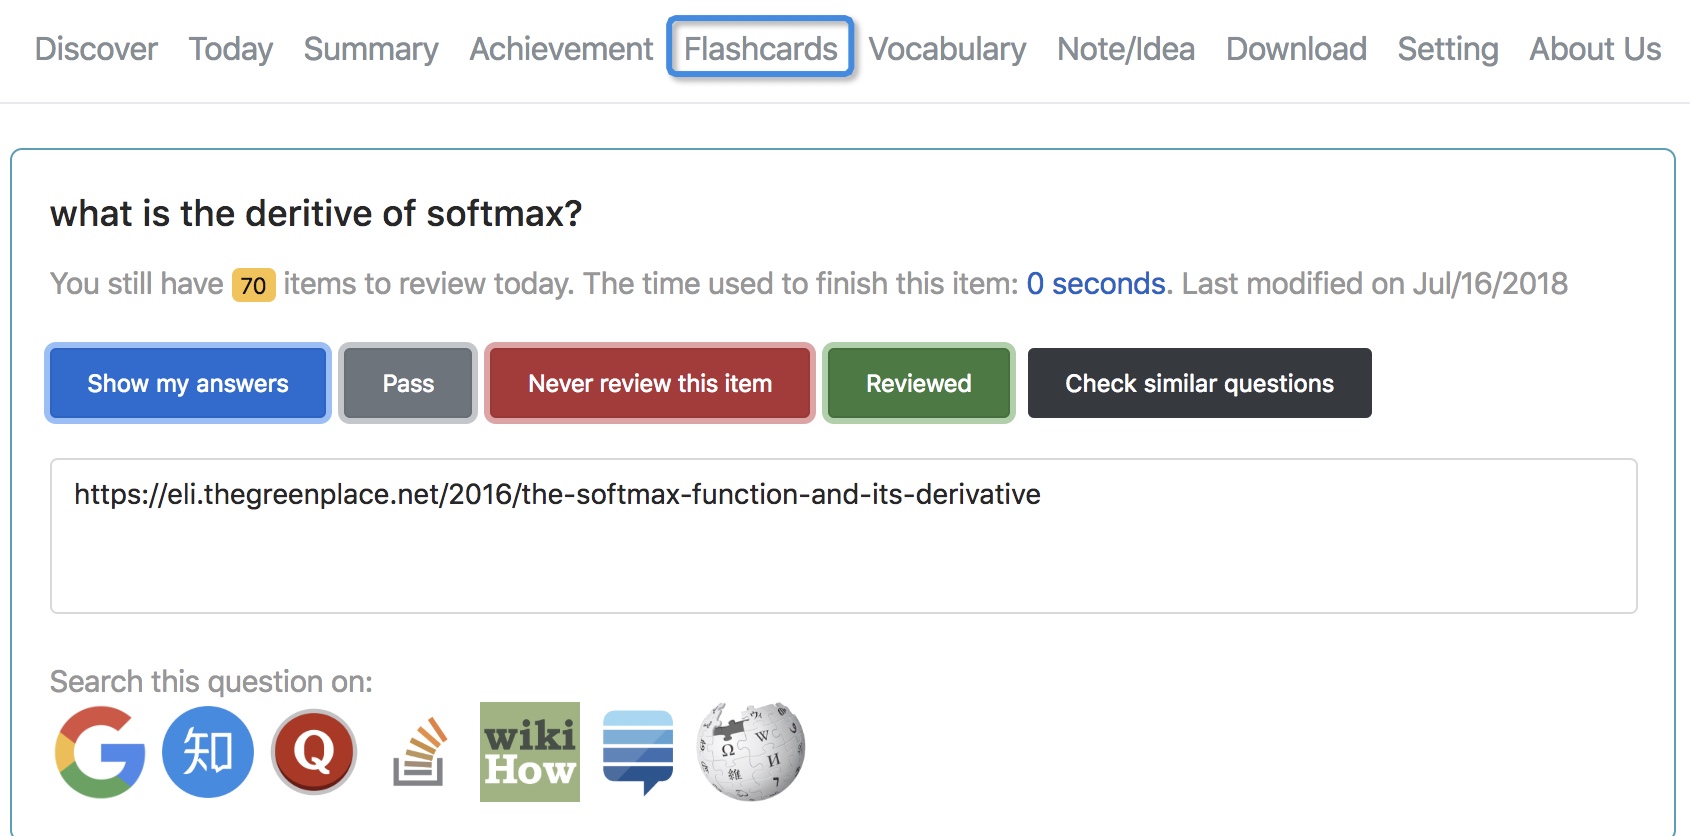 Discover Today Summary Achievement Flashcards Vocabulary Note/Idea Download Setting About Us
what is the deritive of softmax?
You still have 70 items to review today. The time used to finish this item: 0 seconds. Last modified on Jul/16/2018
Show my answers Pass Never review this item Reviewed Check similar questions
https://eli.thegreenplace.net/2016/the-softmax-function-and-its-derivative
Search this question on:
G 知 Q wiki
How
Ω W И 維 7